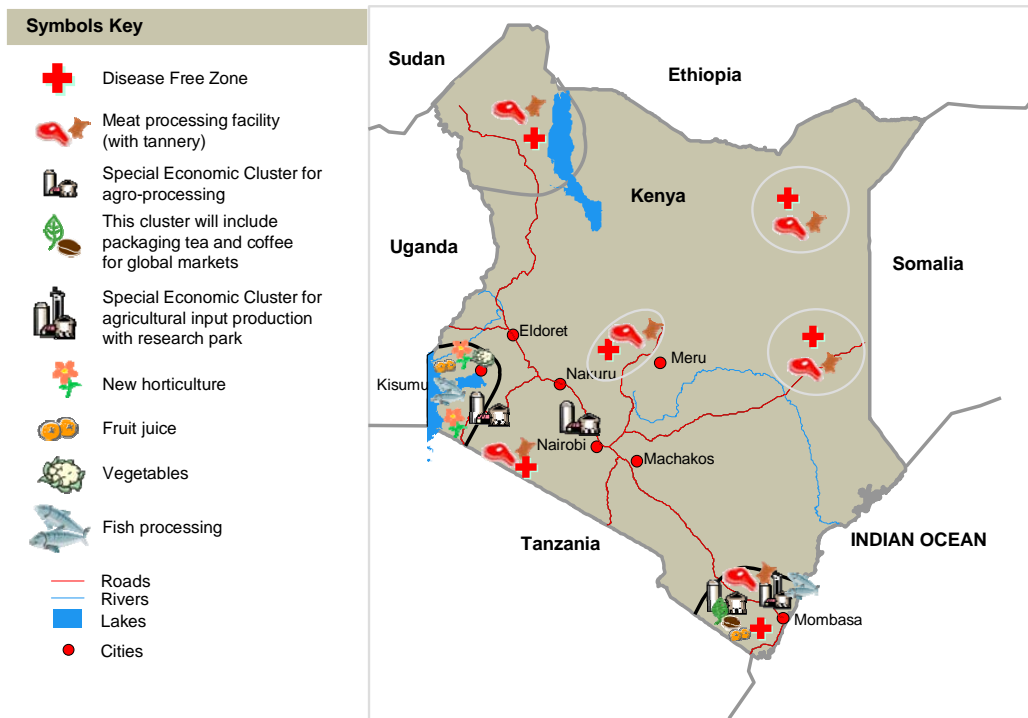 Symbols Key
Disease Free Zone
Meat processing facility
(with tannery)
Special Economic Cluster for
agro-processing
This cluster will include
packaging tea and coffee
for global markets
Special Economic Cluster for
agricultural input production
with research park
New horticulture
Fruit juice
Vegetables
Fish processing
Roads
Rivers
Lakes
Cities
Sudan
Ethiopia
Kenya
Uganda
Somalia
Eldoret
Meru
Kisumu
Nakuru
Nairobi
Machakos
Tanzania
INDIAN OCEAN
Mombasa